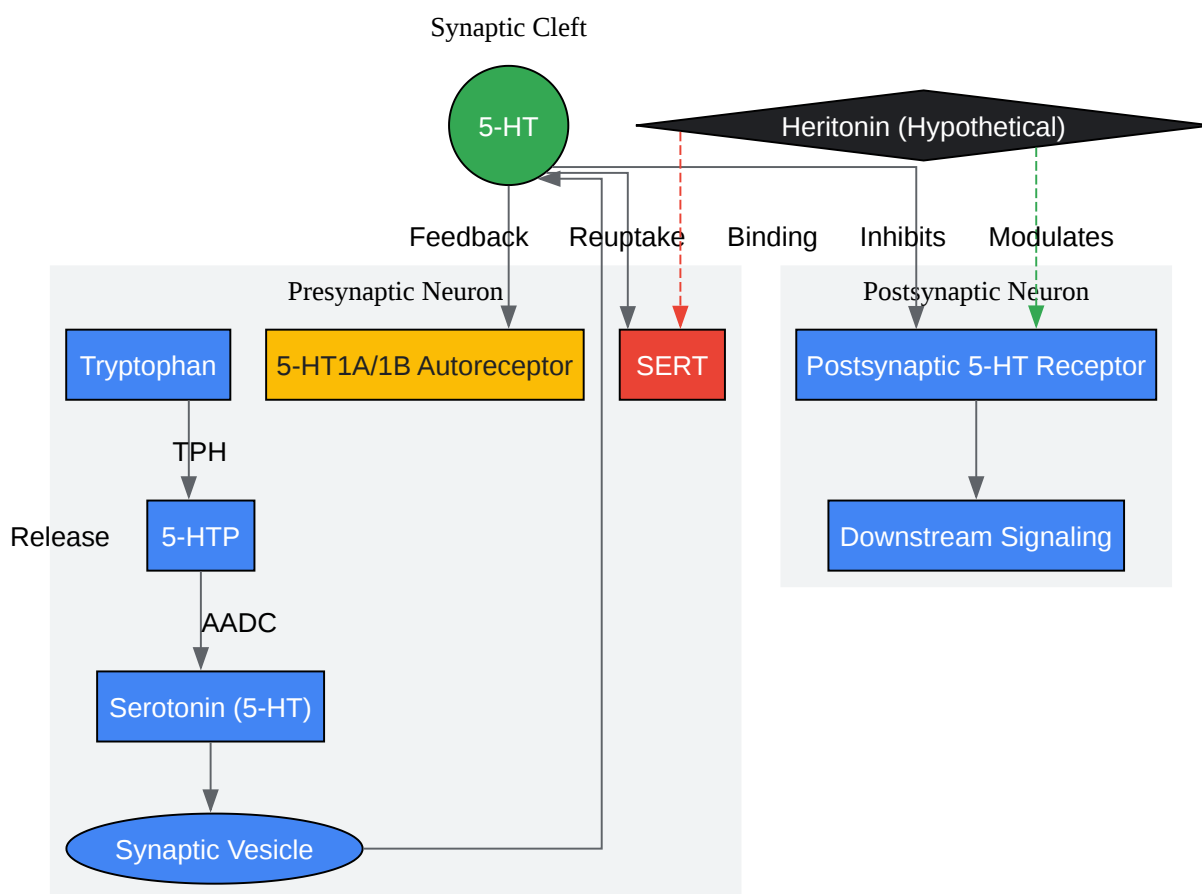 Synaptic Cleft
5-HT
Heritonin (Hypothetical)
Feedback
Reuptake
Binding
Inhibits
Modulates
Presynaptic Neuron
Postsynaptic Neuron
Tryptophan
5-HT1A/1B Autoreceptor
SERT
Postsynaptic 5-HT Receptor
TPH
Release
5-HTP
Downstream Signaling
AADC
Serotonin (5-HT)
Synaptic Vesicle